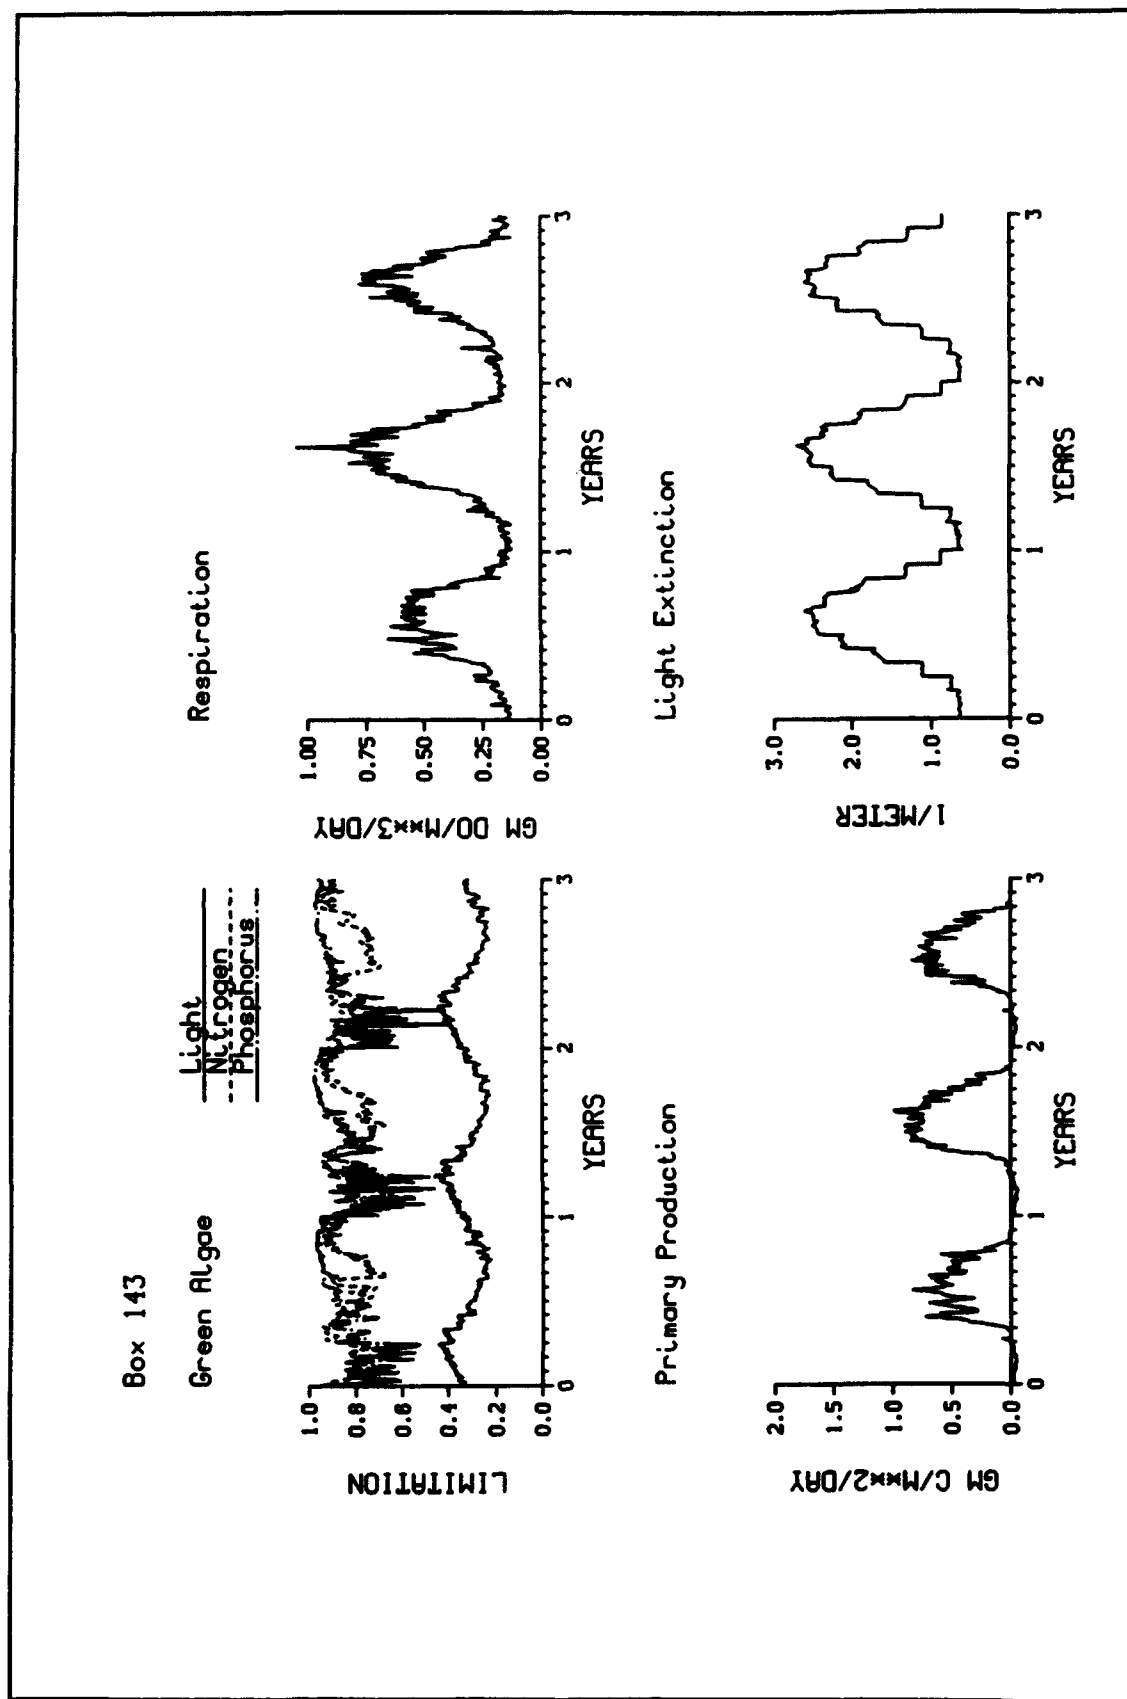 Box 143
Green Algae
Light
Nitrogen
Phosphorus
LIMITATION
1.0
0.8
0.6
0.4
0.2
0.0
0 1 2 3
YEARS
Respiration
GM DO/M**3/DAY
1.00
0.75
0.50
0.25
0.00
0 1 2 3
YEARS
Primary Production
GM C/M**2/DAY
2.0
1.5
1.0
0.5
0.0
0 1 2 3
YEARS
Light Extinction
1/METER
3.0
2.0
1.0
0.0
0 1 2 3
YEARS